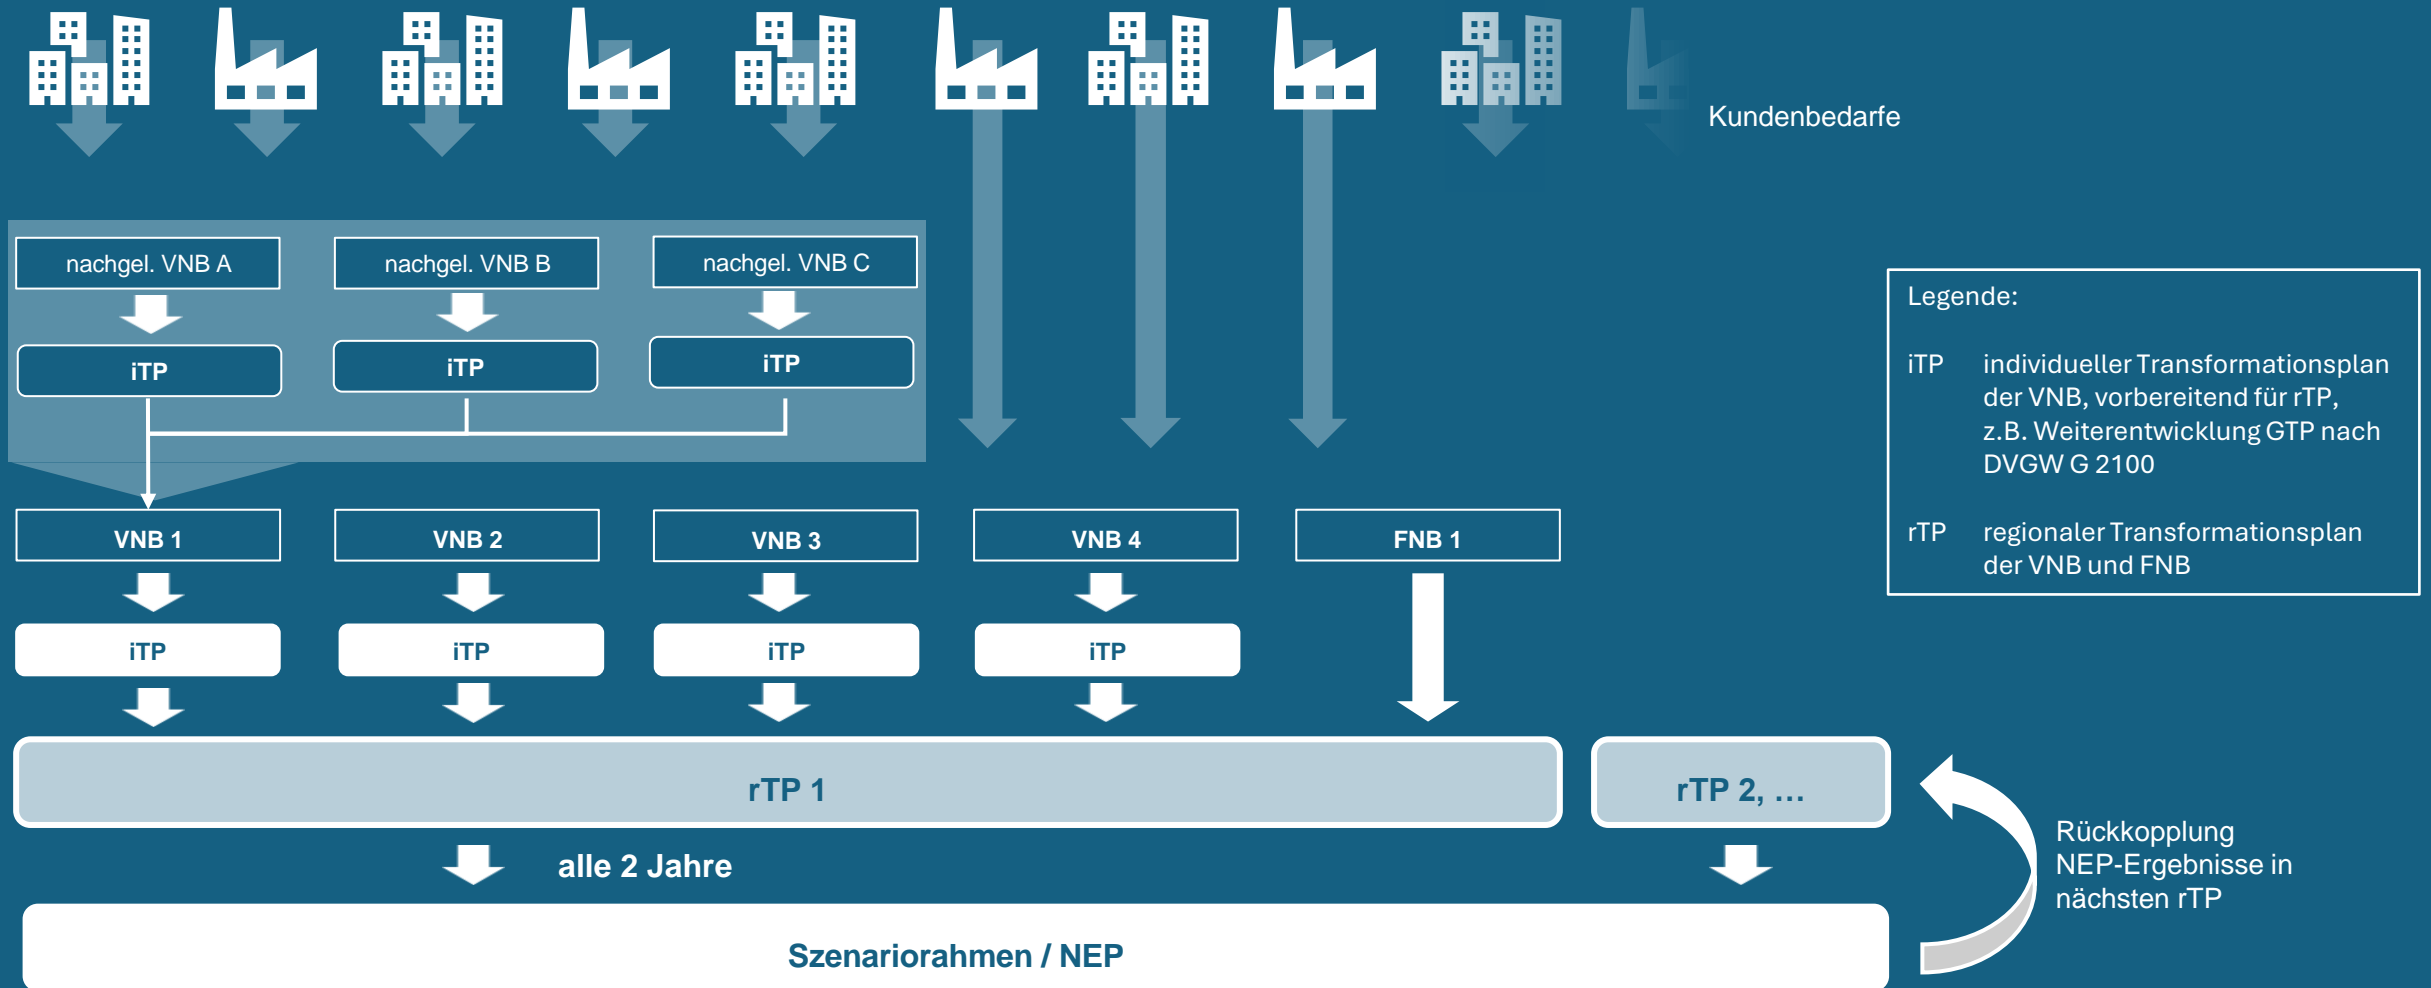 Kundenbedarfe
nachgel. VNB A
nachgel. VNB B
nachgel. VNB C
iTP
iTP
iTP
Legende:
iTP individueller Transformationsplan
der VNB, vorbereitend für rTP,
z.B. Weiterentwicklung GTP nach
DVGW G 2100
rTP regionaler Transformationsplan
der VNB und FNB
VNB 1
VNB 2
VNB 3
VNB 4
FNB 1
iTP
iTP
iTP
iTP
rTP 1
rTP 2, …
alle 2 Jahre
Rückkopplung
NEP-Ergebnisse in
nächsten rTP
Szenariorahmen / NEP